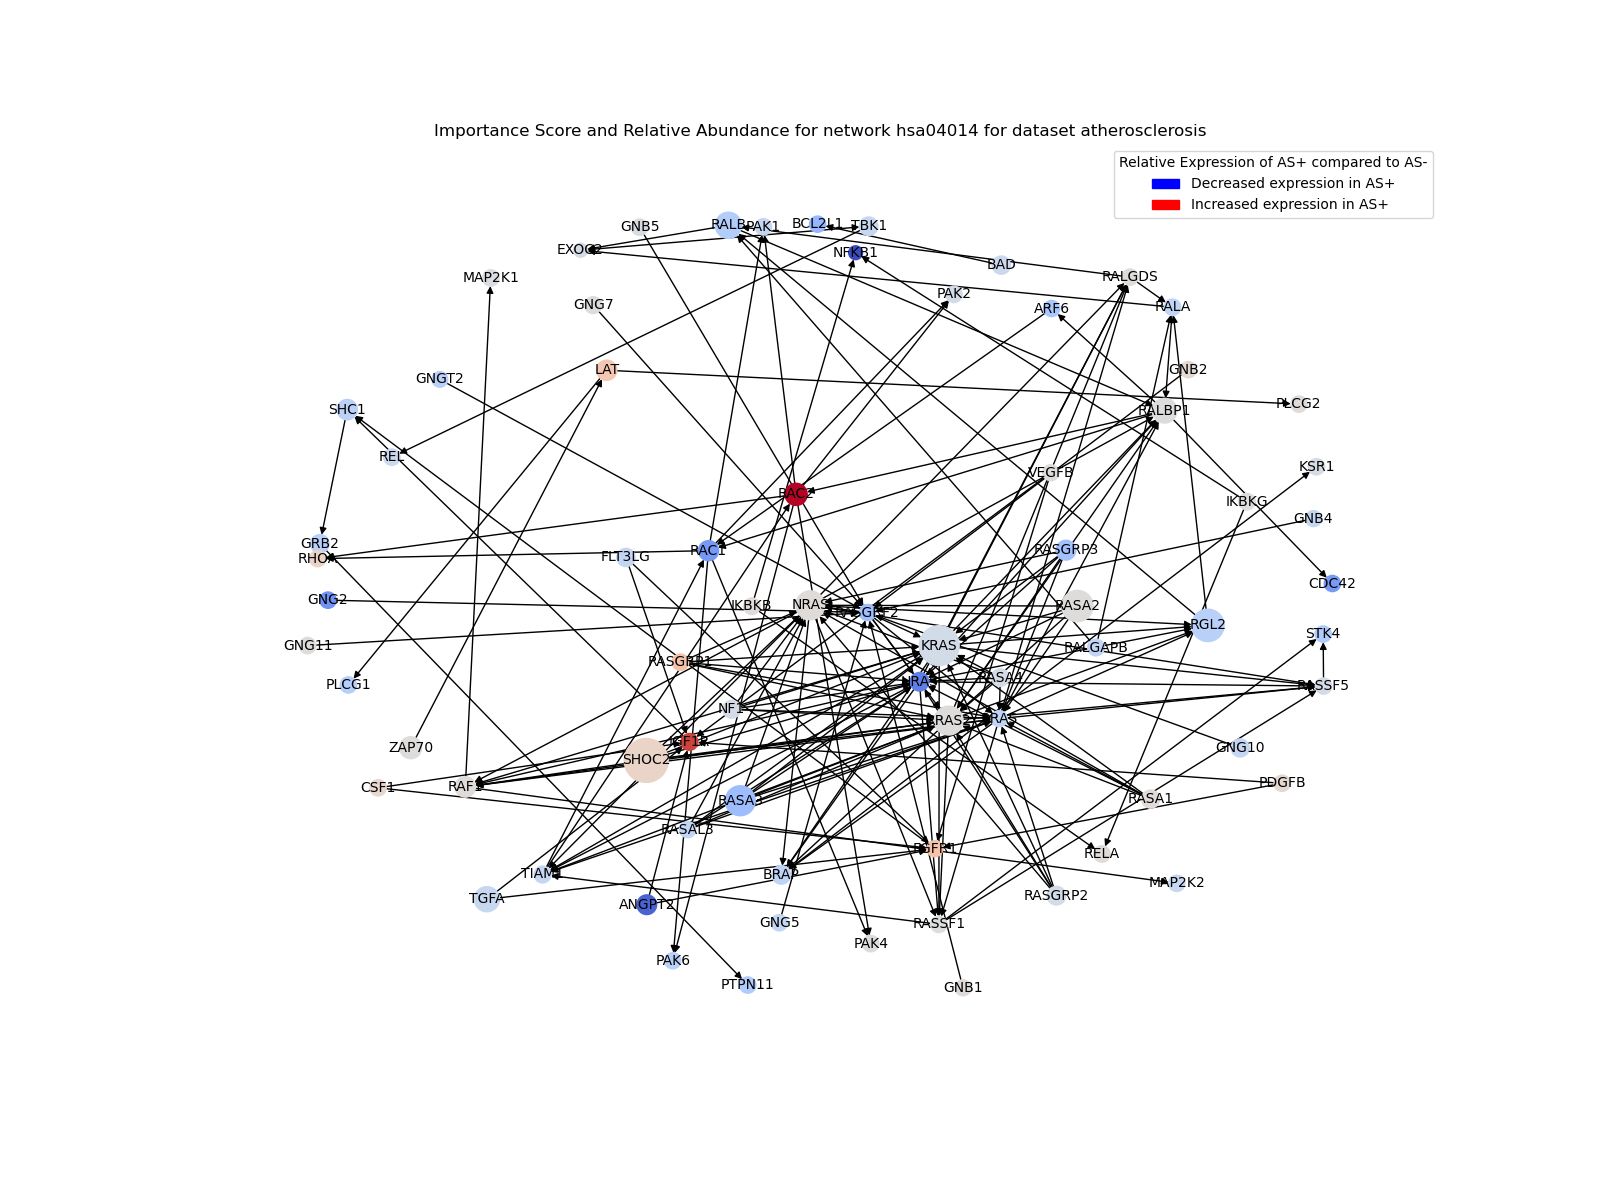 Importance Score and Relative Abundance for network hsa04014 for dataset atherosclerosis
Relative Expression of AS+ compared to AS-
Decreased expression in AS+
Increased expression in AS+
GNB5
RALB
PAK1
BCL2L1
TBK1
EXOC2
NFKB1
BAD
MAP2K1
RALGDS
GNG7
PAK2
ARF6
RALA
LAT
GNGT2
GNB2
SHC1
PLCG2
RALBP1
REL
VEGFB
KSR1
RAC2
IKBKG
GNB4
GRB2
RHOA
FLT3LG
RAC1
RASGRP3
CDC42
GNG2
IKBKB
NRAS
RASGRF2
RASA2
RGL2
STK4
GNG11
KRAS
RALGAPB
RASGRP1
PLCG1
RASA4
RASSF5
NF1
ZAP70
IGF1R
GNG10
SHOC2
CSF1
RAF1
PDGFB
RASA3
RASA1
RASAL3
RELA
TIAM1
BRAP
MAP2K2
TGFA
ANGPT2
RASGRP2
GNG5
RASSF1
PAK4
PAK6
PTPN11
GNB1